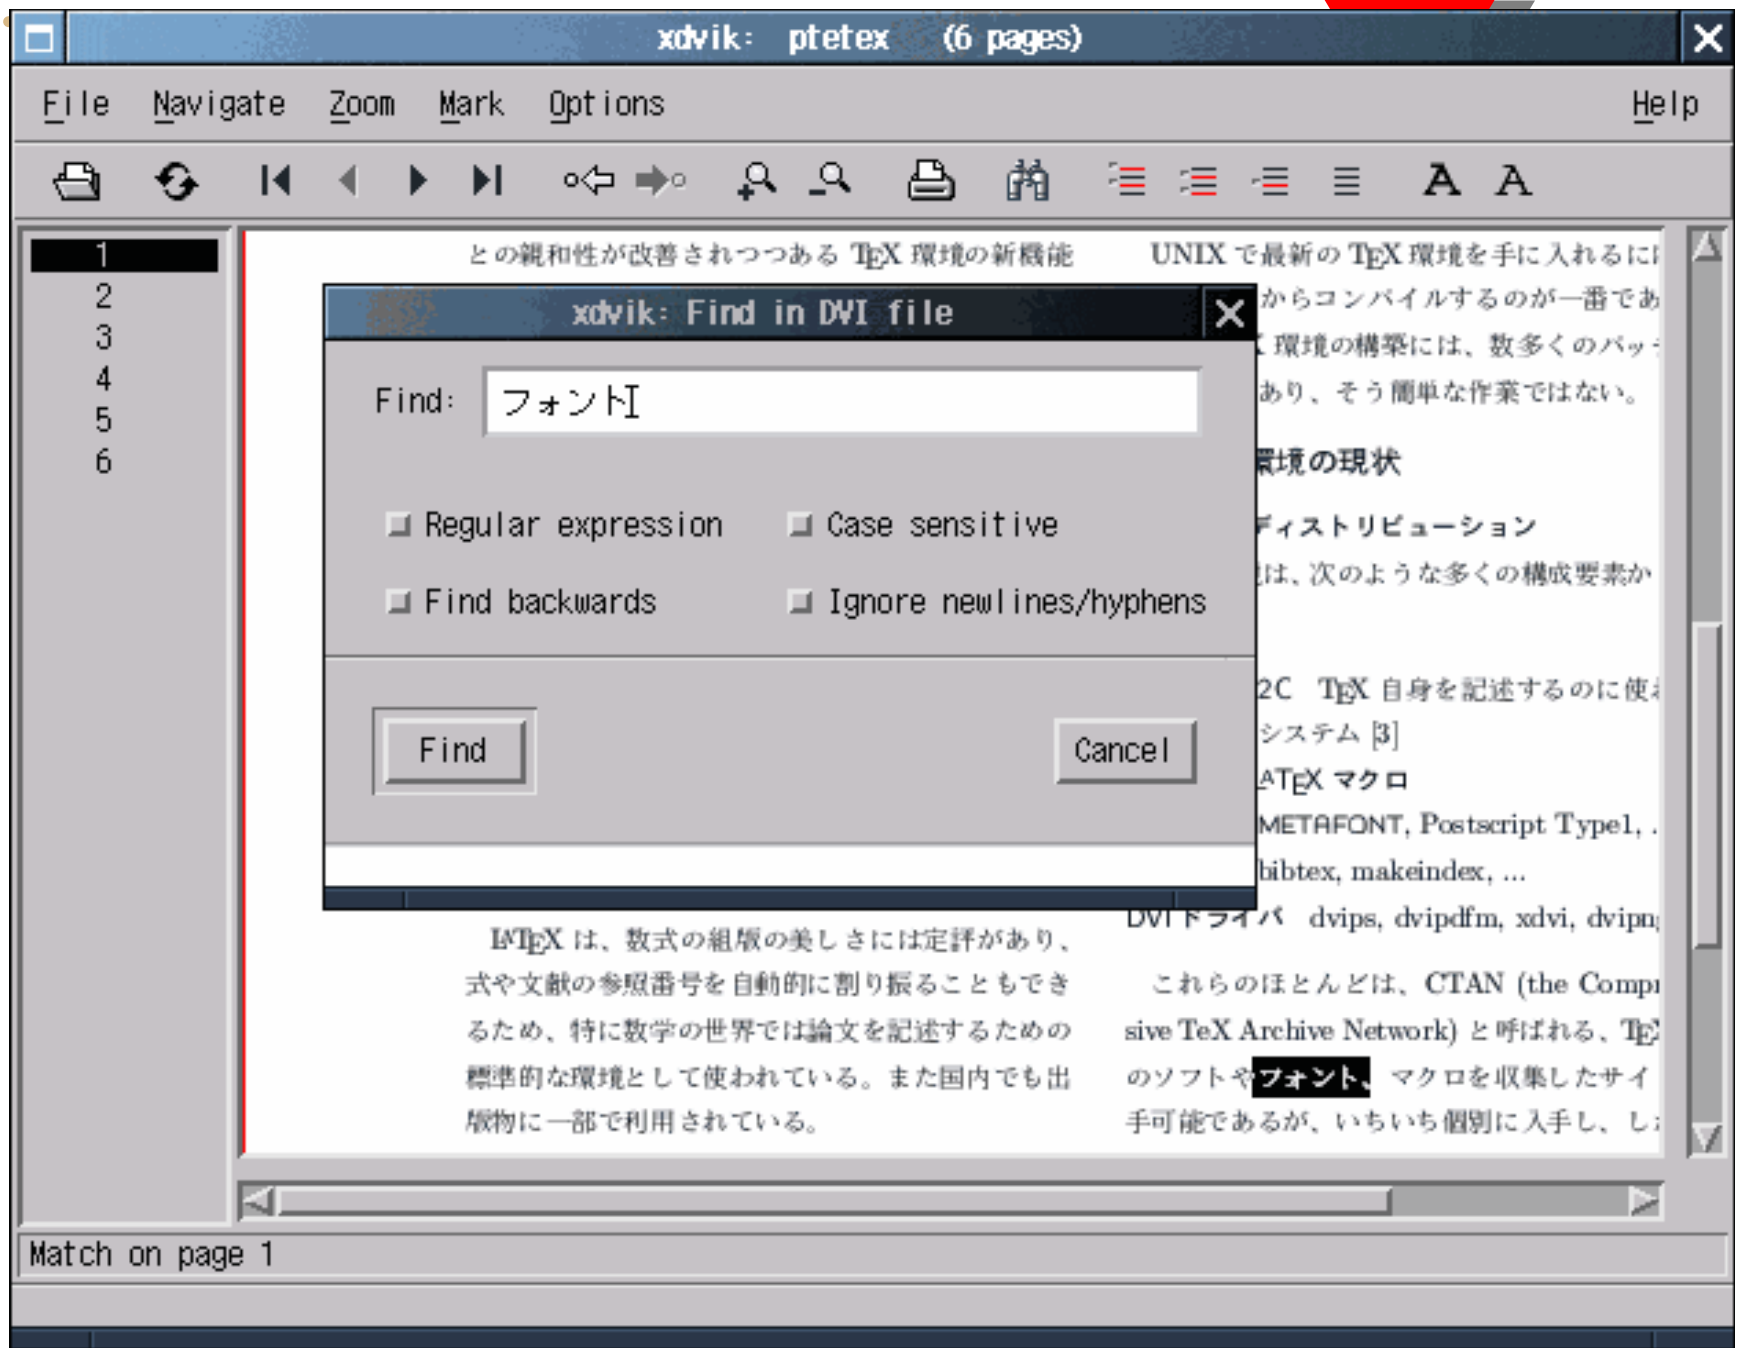 xdvik: ptetex (6 pages)
File Navigate Zoom Mark Options Help
1
2
3
4
5
6
との親和性が改善されつつある TEX 環境の新機能
xdvik: Find in DVI file
Find: フォント
Regular expression
Case sensitive
Find backwards
Ignore newlines/hyphens
Find
Cancel
LATEX は、数式の組版の美しさには定評があり、
式や文献の参照番号を自動的に割り振ることもでき
るため、特に数学の世界では論文を記述するための
標準的な環境として使われている。また国内でも出
版物に一部で利用されている。
UNIX で最新の TEX 環境を手に入れるに
からコンパイルするのが一番であ
環境の構築には、数多くのパッ
あり、そう簡単な作業ではない。
環境の現状
ディストリビューション
は、次のような多くの構成要素か
2C TEX 自身を記述するのに使
システム [3]
ATEX マクロ
METAFONT, Postscript Type1, .
bibtex, makeindex, ...
DVI ドライバ dvips, dvipdfm, xdvi, dvipn
これらのほとんどは、CTAN (the Comp
sive TeX Archive Network) と呼ばれる、TEX
のソフトやフォント、マクロを収集したサイ
手可能であるが、いちいち個別に入手し、し
Match on page 1